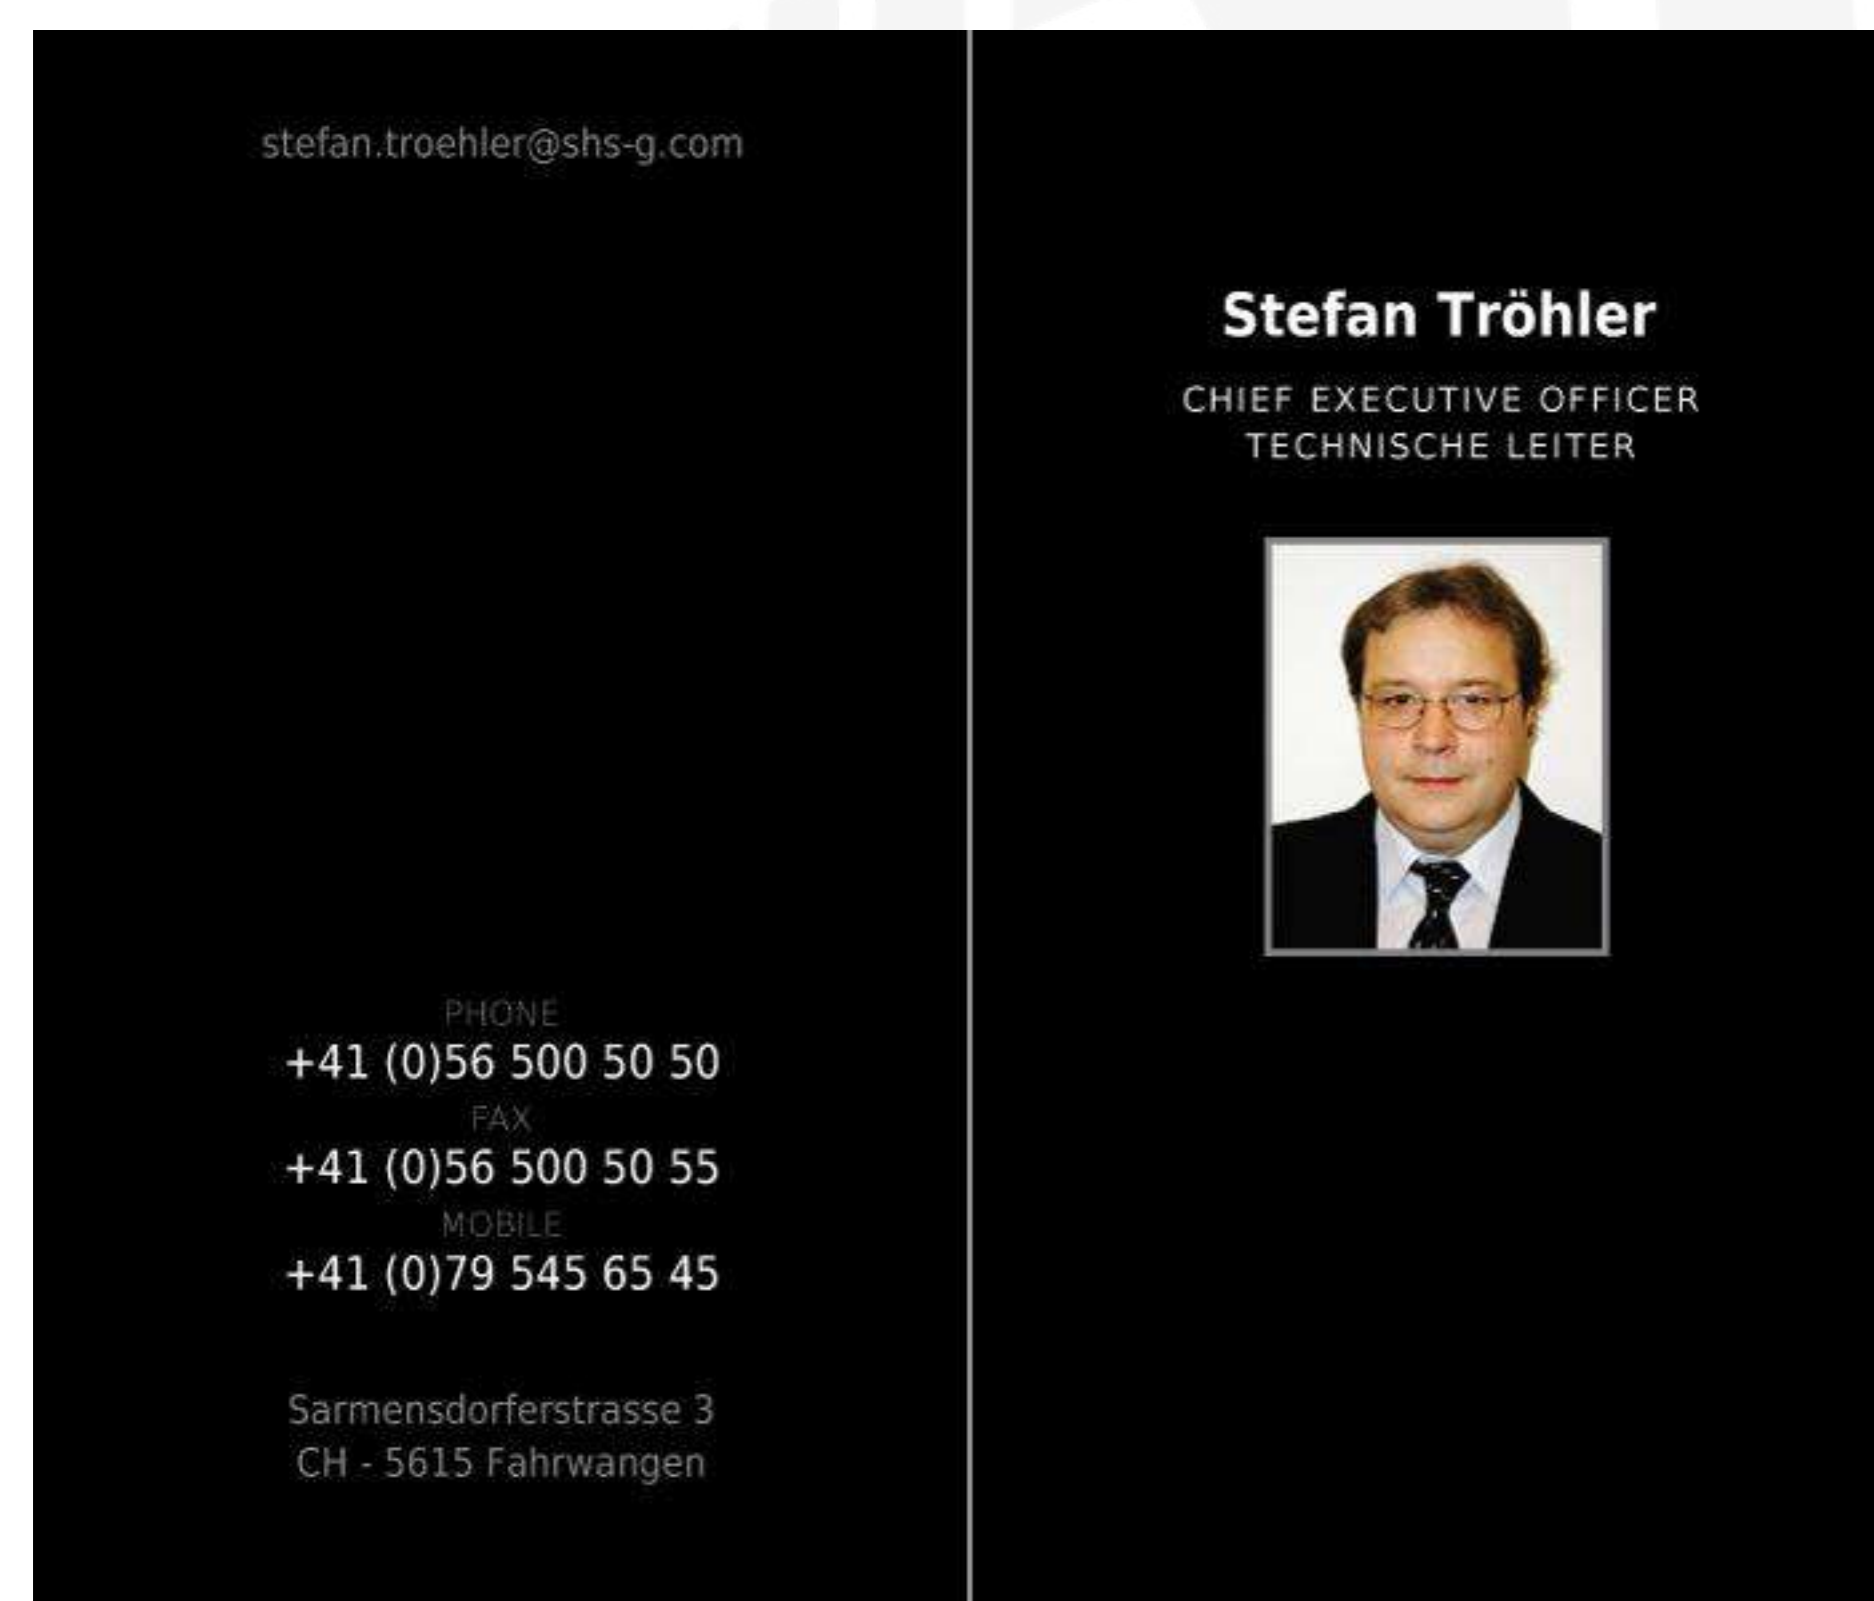 stefan.troehler@shs-g.com
PHONE
+41 (0)56 500 50 50
FAX
+41 (0)56 500 50 55
MOBILE
+41 (0)79 545 65 45
Sarmensdorferstrasse 3
CH - 5615 Fahrwangen
Stefan Tröhler
CHIEF EXECUTIVE OFFICER
TECHNISCHE LEITER